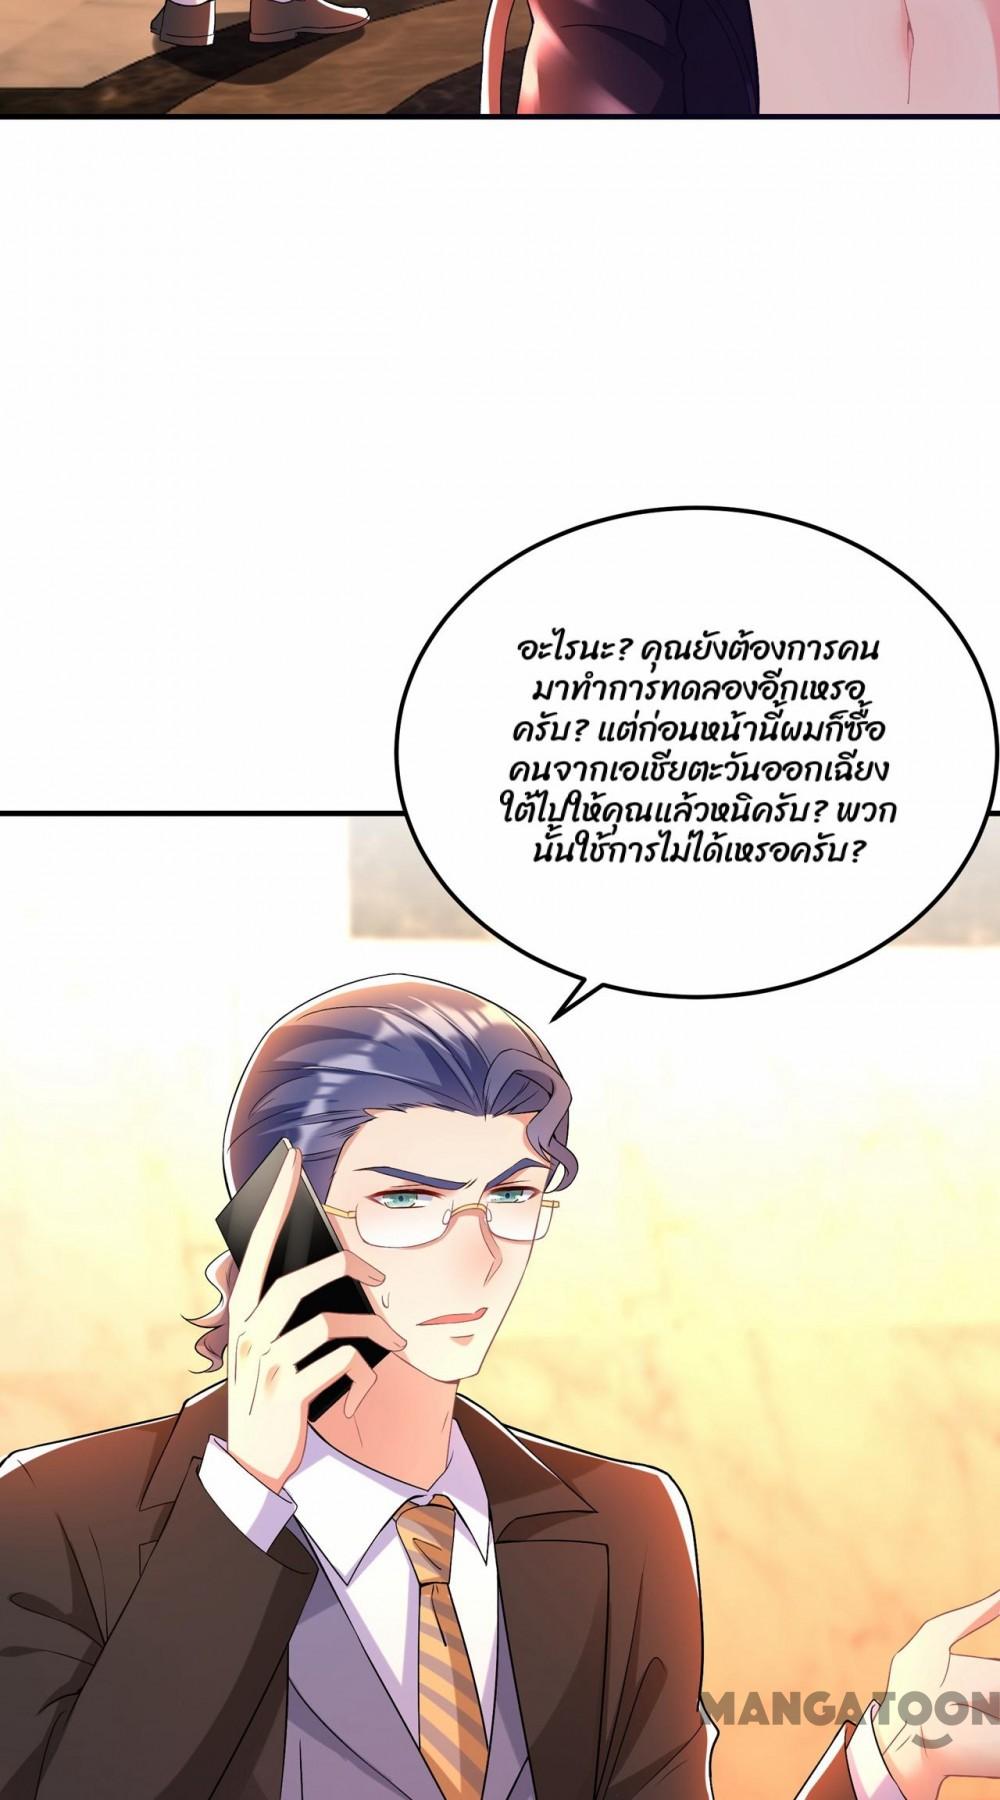 อะไรนะ? คุณยังต้องการคน
มาทำการทดลองอีกเหรอ
ครับ? แต่ก่อนหน้านี้ผมก็ซื้อ
คนจากเอเชียตะวันออกเฉียง
ใต้ไปให้คุณแล้วหนิครับ? พวก
นั้นใช้การไม่ได้เหรอครับ?
MANGATOON